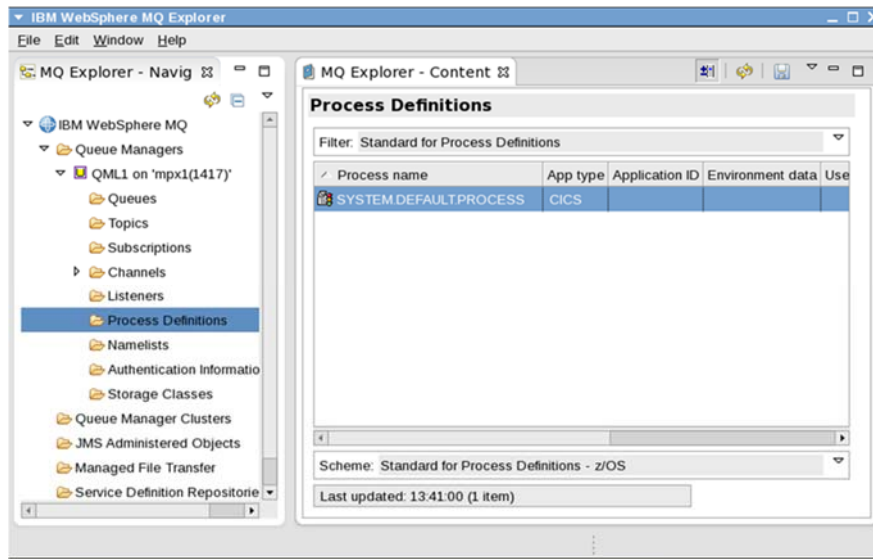 IBM WebSphere MQ Explorer
File Edit Window Help
MQ Explorer - Navig
IBM WebSphere MQ
Queue Managers
QML1 on 'mpx1(1417)'
Queues
Topics
Subscriptions
Channels
Listeners
Process Definitions
Namelists
Authentication Informatio
Storage Classes
Queue Manager Clusters
JMS Administered Objects
Managed File Transfer
Service Definition Repositorie
MQ Explorer - Content
Process Definitions
Filter: Standard for Process Definitions
Process name App type Application ID Environment data Use
SYSTEM.DEFAULT.PROCESS CICS
Scheme: Standard for Process Definitions - z/OS
Last updated: 13:41:00 (1 item)